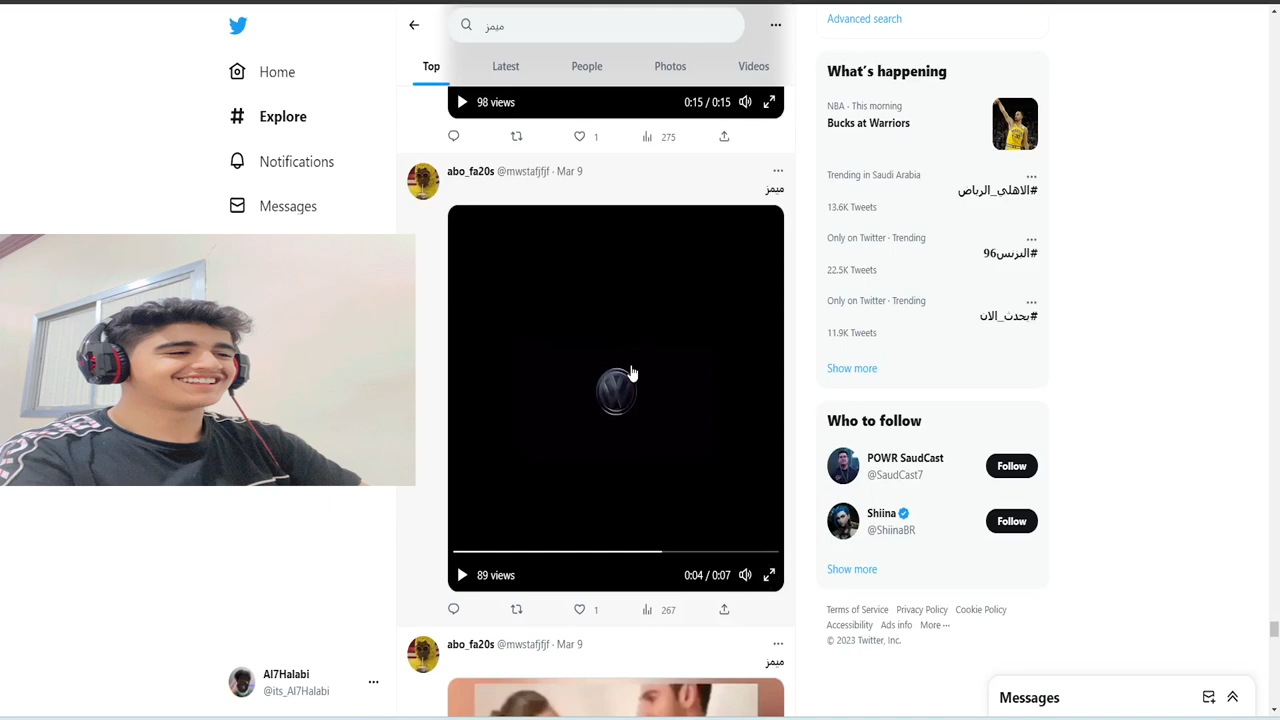 ميمز
Top
Latest
People
Photos
Videos
Home
Explore
Notifications
Messages
98 views
0:15 / 0:15
1
275
abo_fa20s @mwstafjfjf · Mar 9
ميمز
89 views
0:04 / 0:07
1
267
abo_fa20s @mwstafjfjf · Mar 9
ميمز
Al7Halabi
@its_Al7Halabi
Advanced search
What's happening
NBA · This morning
Bucks at Warriors
Trending in Saudi Arabia
#الاهلي_الرياض
13.6K Tweets
Only on Twitter · Trending
#البرنس96
22.5K Tweets
Only on Twitter · Trending
#يحدث_الان
11.9K Tweets
Show more
Who to follow
POWR SaudCast
@SaudCast7
Follow
Shiina
@ShiinaBR
Follow
Show more
Terms of Service Privacy Policy Cookie Policy
Accessibility Ads info More ···
© 2023 Twitter, Inc.
Messages